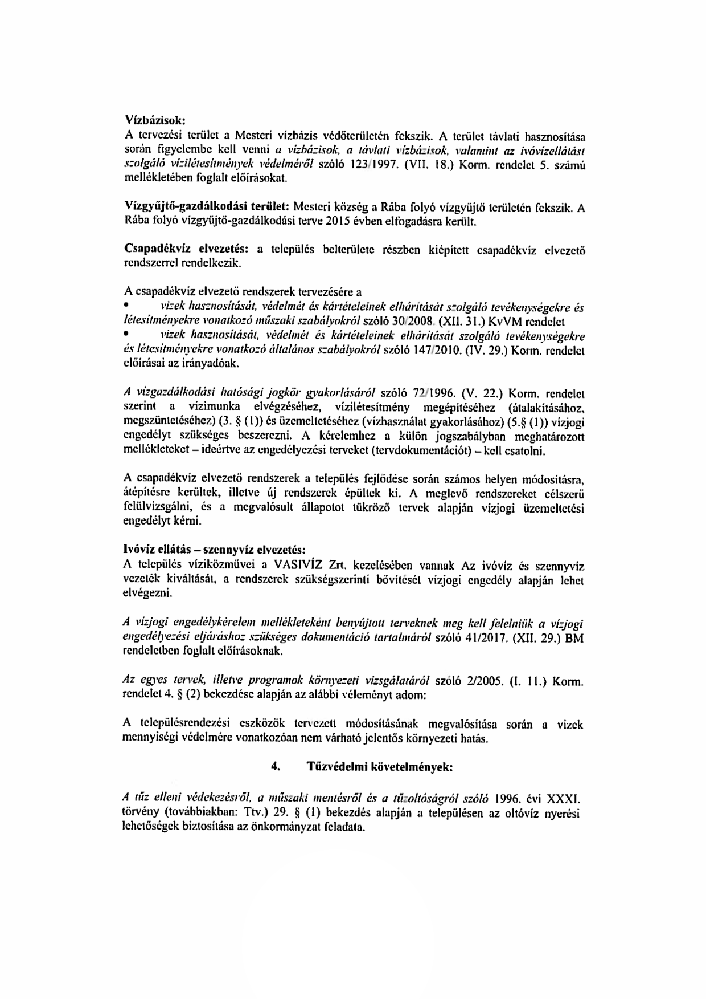 Vízbázisok:
A tervezési terület a Mesteri vízbázis védőterületén fekszik. A terület távlati hasznosítása
során figyelembe kell venni a vízbázisok, a távlati vízbázisok, valamint az ivóvízellátást
szolgáló vízilétesítmények védelméről szóló 123/1997. (VII. 18.) Korm. rendelet 5. számú
mellékletében foglalt előírásokat.
Vízgyűjtő-gazdálkodási terület: Mesteri község a Rába folyó vízgyűjtő területén fekszik. A
Rába folyó vízgyűjtő-gazdálkodási terve 2015 évben elfogadásra került.
Csapadékvíz elvezetés: a település belterülete részben kiépített csapadékvíz elvezető
rendszerrel rendelkezik.
A csapadékvíz elvezető rendszerek tervezésére a
• vizek hasznosítását, védelmét és kártételeinek elhárítását szolgáló tevékenységekre és
létesítményekre vonatkozó műszaki szabályokról szóló 30/2008. (XII. 31.) KvVM rendelet
• vizek hasznosítását, védelmét és kártételeinek elhárítását szolgáló tevékenységekre
és létesítményekre vonatkozó általános szabályokról szóló 147/2010. (IV. 29.) Korm. rendelet
előírásai az irányadóak.
A vízgazdálkodási hatósági jogkör gyakorlásáról szóló 72/1996. (V. 22.) Korm. rendelet
szerint a vízimunka elvégzéséhez, vízilétesítmény megépítéséhez (átalakításához,
megszüntetéséhez) (3. § (1)) és üzemeltetéséhez (vízhasználat gyakorlásához) (5.§ (1)) vízjogi
engedélyt szükséges beszerezni. A kérelemhez a külön jogszabályban meghatározott
mellékleteket – ideértve az engedélyezési terveket (tervdokumentációt) – kell csatolni.
A csapadékvíz elvezető rendszerek a település fejlődése során számos helyen módosításra,
átépítésre kerültek, illetve új rendszerek épültek ki. A meglevő rendszereket célszerű
felülvizsgálni, és a megvalósult állapotot tükröző tervek alapján vízjogi üzemeltetési
engedélyt kérni.
Ivóvíz ellátás – szennyvíz elvezetés:
A település víziközművei a VASIVÍZ Zrt. kezelésében vannak Az ivóvíz és szennyvíz
vezeték kiváltását, a rendszerek szükségszerinti bővítését vízjogi engedély alapján lehet
elvégezni.
A vízjogi engedélykérelem mellékleteként benyújtott terveknek meg kell felelniük a vízjogi
engedélyezési eljáráshoz szükséges dokumentáció tartalmáról szóló 41/2017. (XII. 29.) BM
rendeletben foglalt előírásoknak.
Az egyes tervek, illetve programok környezeti vizsgálatáról szóló 2/2005. (I. 11.) Korm.
rendelet 4. § (2) bekezdése alapján az alábbi véleményt adom:
A településrendezési eszközök tervezett módosításának megvalósítása során a vizek
mennyiségi védelmére vonatkozóan nem várható jelentős környezeti hatás.
4. Tűzvédelmi követelmények:
A tűz elleni védekezésről, a műszaki mentésről és a tűzoltóságról szóló 1996. évi XXXI.
törvény (továbbiakban: Ttv.) 29. § (1) bekezdés alapján a településen az oltóvíz nyerési
lehetőségek biztosítása az önkormányzat feladata.